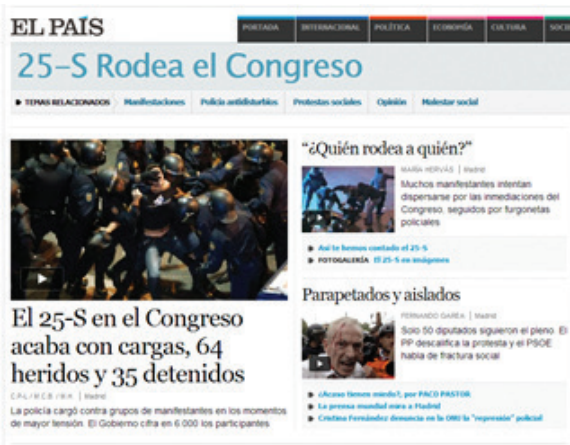 EL PAÍS
PORTADA INTERNACIONAL POLÍTICA ECONOMÍA CULTURA SOCIE
25-S Rodea el Congreso
TEMAS RELACIONADOS Manifestaciones Policía antidisturbios Protestas sociales Opinión Malestar social
El 25-S en el Congreso
acaba con cargas, 64
heridos y 35 detenidos
Madrid
La policía cargó contra grupos de manifestantes en los momentos
de mayor tensión. El Gobierno cifra en 6.000 los participantes
“¿Quién rodea a quién?”
MARÍA HERVÁS | Madrid
Muchos manifestantes intentan
dispersarse por las inmediaciones del
Congreso, seguidos por furgonetas
policiales
Así te hemos contado el 25-S
FOTOGALERÍA El 25-S en imágenes
Parapetados y aislados
FERNANDO GAREA | Madrid
Solo 50 diputados siguieron el pleno. El
PP descalifica la protesta y el PSOE
habla de fractura social
¿Acaso tienen miedo?, por PACO PASTOR
La prensa mundial mira a Madrid
Cristina Fernández denuncia en la ONU la "represión" policial